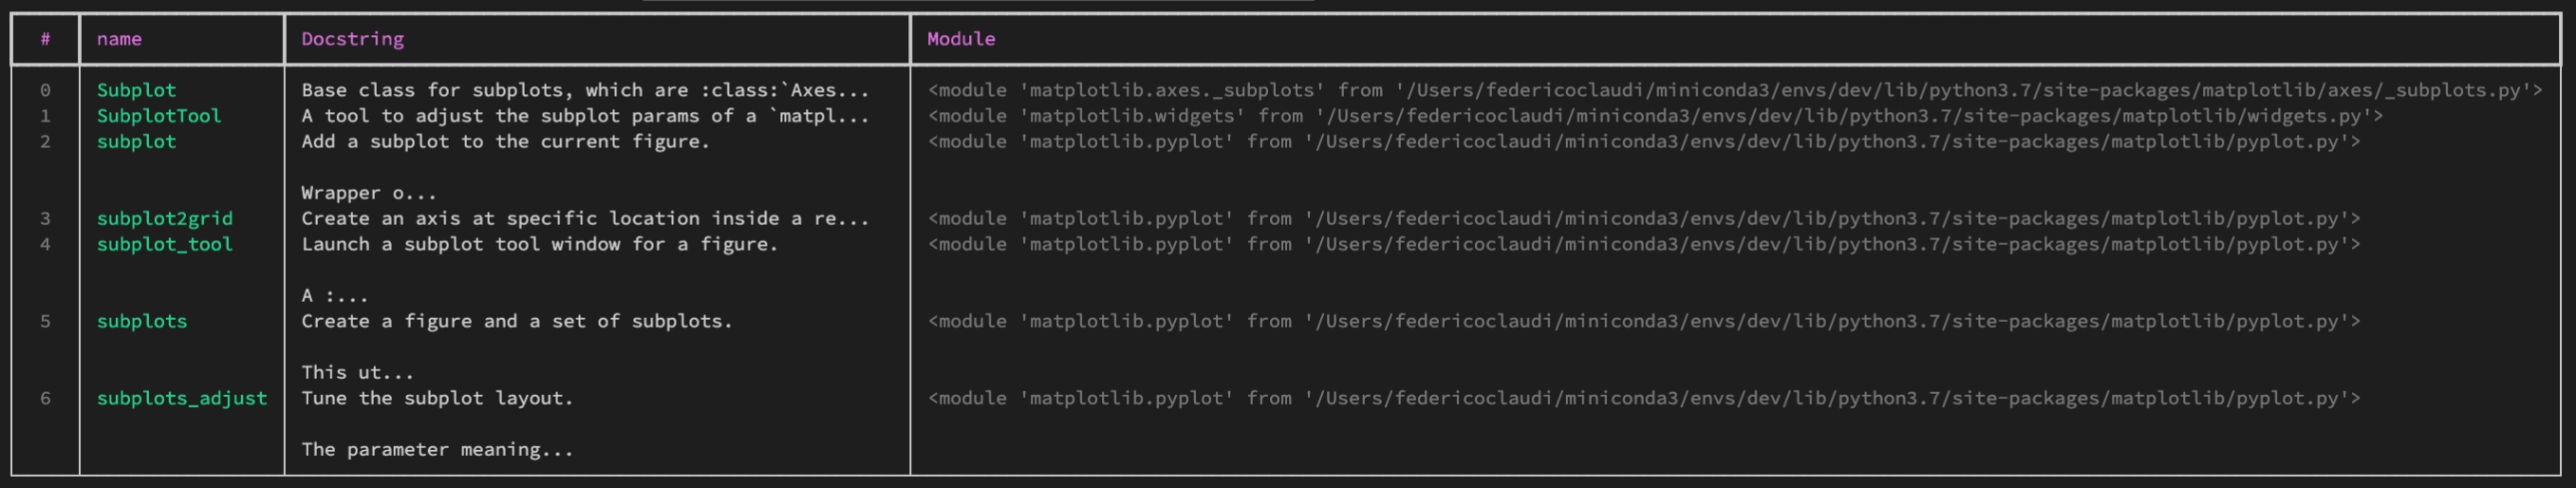 # name Docstring Module
0 Subplot Base class for subplots, which are :class:`Axes... <module 'matplotlib.axes._subplots' from '/Users/federicoclaudi/miniconda3/envs/dev/lib/python3.7/site-packages/matplotlib/axes/_subplots.py'>
1 SubplotTool A tool to adjust the subplot params of a `matpl... <module 'matplotlib.widgets' from '/Users/federicoclaudi/miniconda3/envs/dev/lib/python3.7/site-packages/matplotlib/widgets.py'>
2 subplot Add a subplot to the current figure. <module 'matplotlib.pyplot' from '/Users/federicoclaudi/miniconda3/envs/dev/lib/python3.7/site-packages/matplotlib/pyplot.py'>
Wrapper o...
3 subplot2grid Create an axis at specific location inside a re... <module 'matplotlib.pyplot' from '/Users/federicoclaudi/miniconda3/envs/dev/lib/python3.7/site-packages/matplotlib/pyplot.py'>
4 subplot_tool Launch a subplot tool window for a figure. <module 'matplotlib.pyplot' from '/Users/federicoclaudi/miniconda3/envs/dev/lib/python3.7/site-packages/matplotlib/pyplot.py'>
A :...
5 subplots Create a figure and a set of subplots. <module 'matplotlib.pyplot' from '/Users/federicoclaudi/miniconda3/envs/dev/lib/python3.7/site-packages/matplotlib/pyplot.py'>
This ut...
6 subplots_adjust Tune the subplot layout. <module 'matplotlib.pyplot' from '/Users/federicoclaudi/miniconda3/envs/dev/lib/python3.7/site-packages/matplotlib/pyplot.py'>
The parameter meaning...